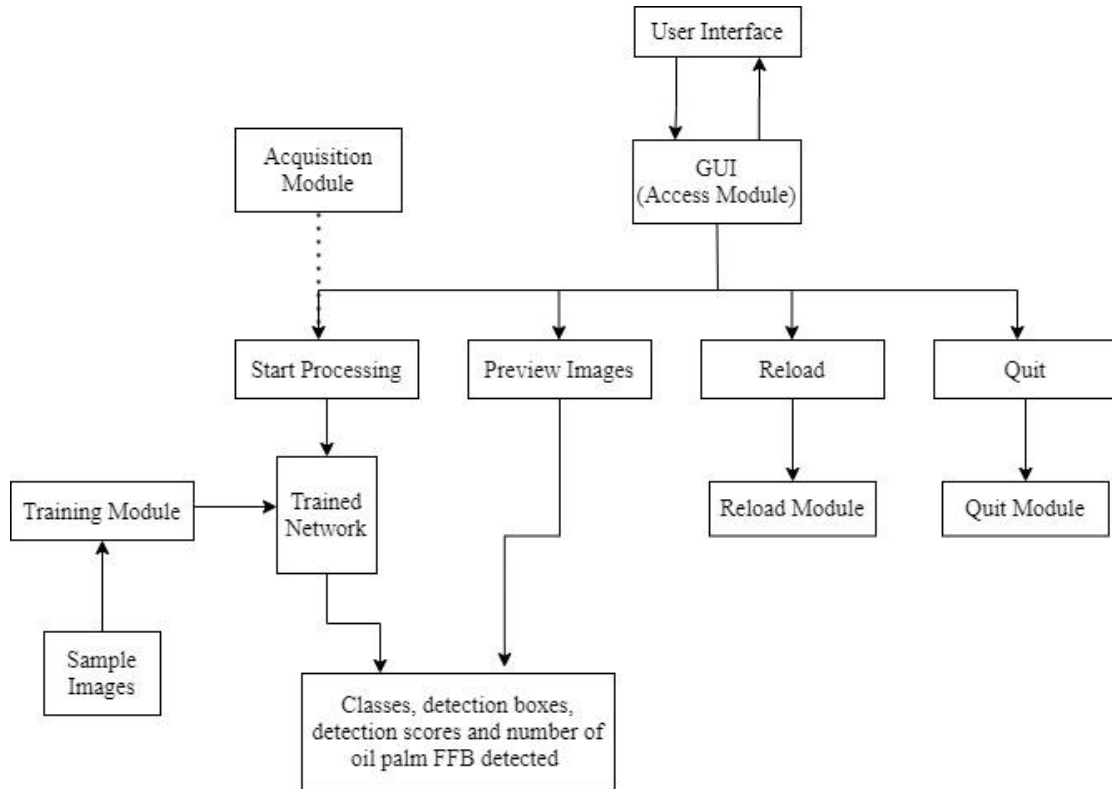 User Interface
GUI
(Access Module)
Acquisition
Module
Start Processing
Preview Images
Reload
Quit
Training Module
Trained
Network
Reload Module
Quit Module
Sample
Images
Classes, detection boxes,
detection scores and number of
oil palm FFB detected